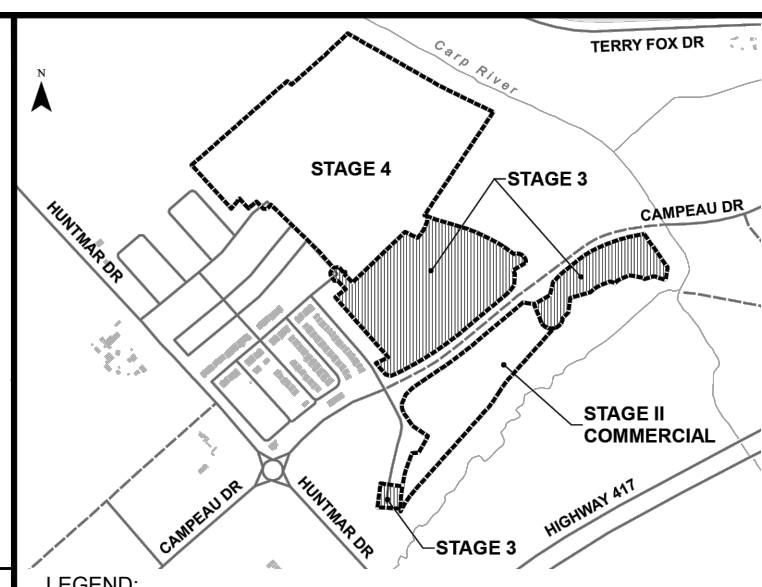 TERRY FOX DR
Carp River
N
STAGE 4
STAGE 3
CAMPEAU DR
HUNTMAR DR
STAGE II
COMMERCIAL
CAMPEAU DR
HUNTMAR DR
HIGHWAY 417
STAGE 3
LEGEND: